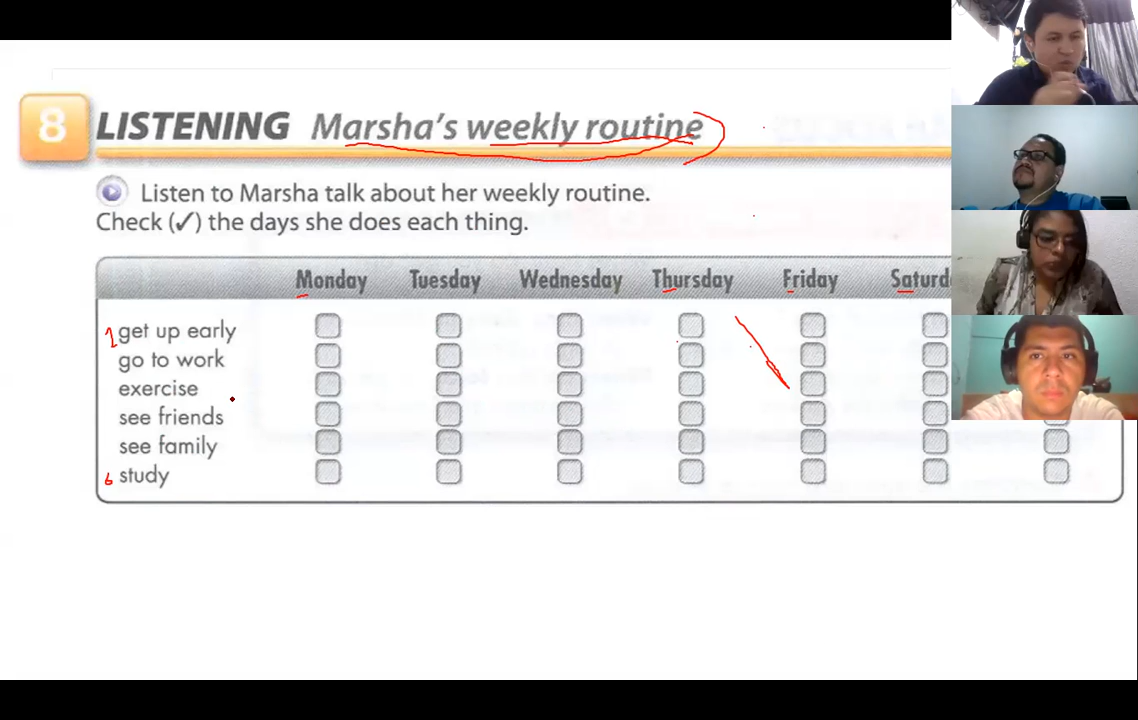 8 LISTENING Marsha's weekly routine
Listen to Marsha talk about her weekly routine.
Check (✓) the days she does each thing.
Monday Tuesday Wednesday Thursday Friday Saturd
1 get up early
go to work
exercise
see friends
see family
6 study